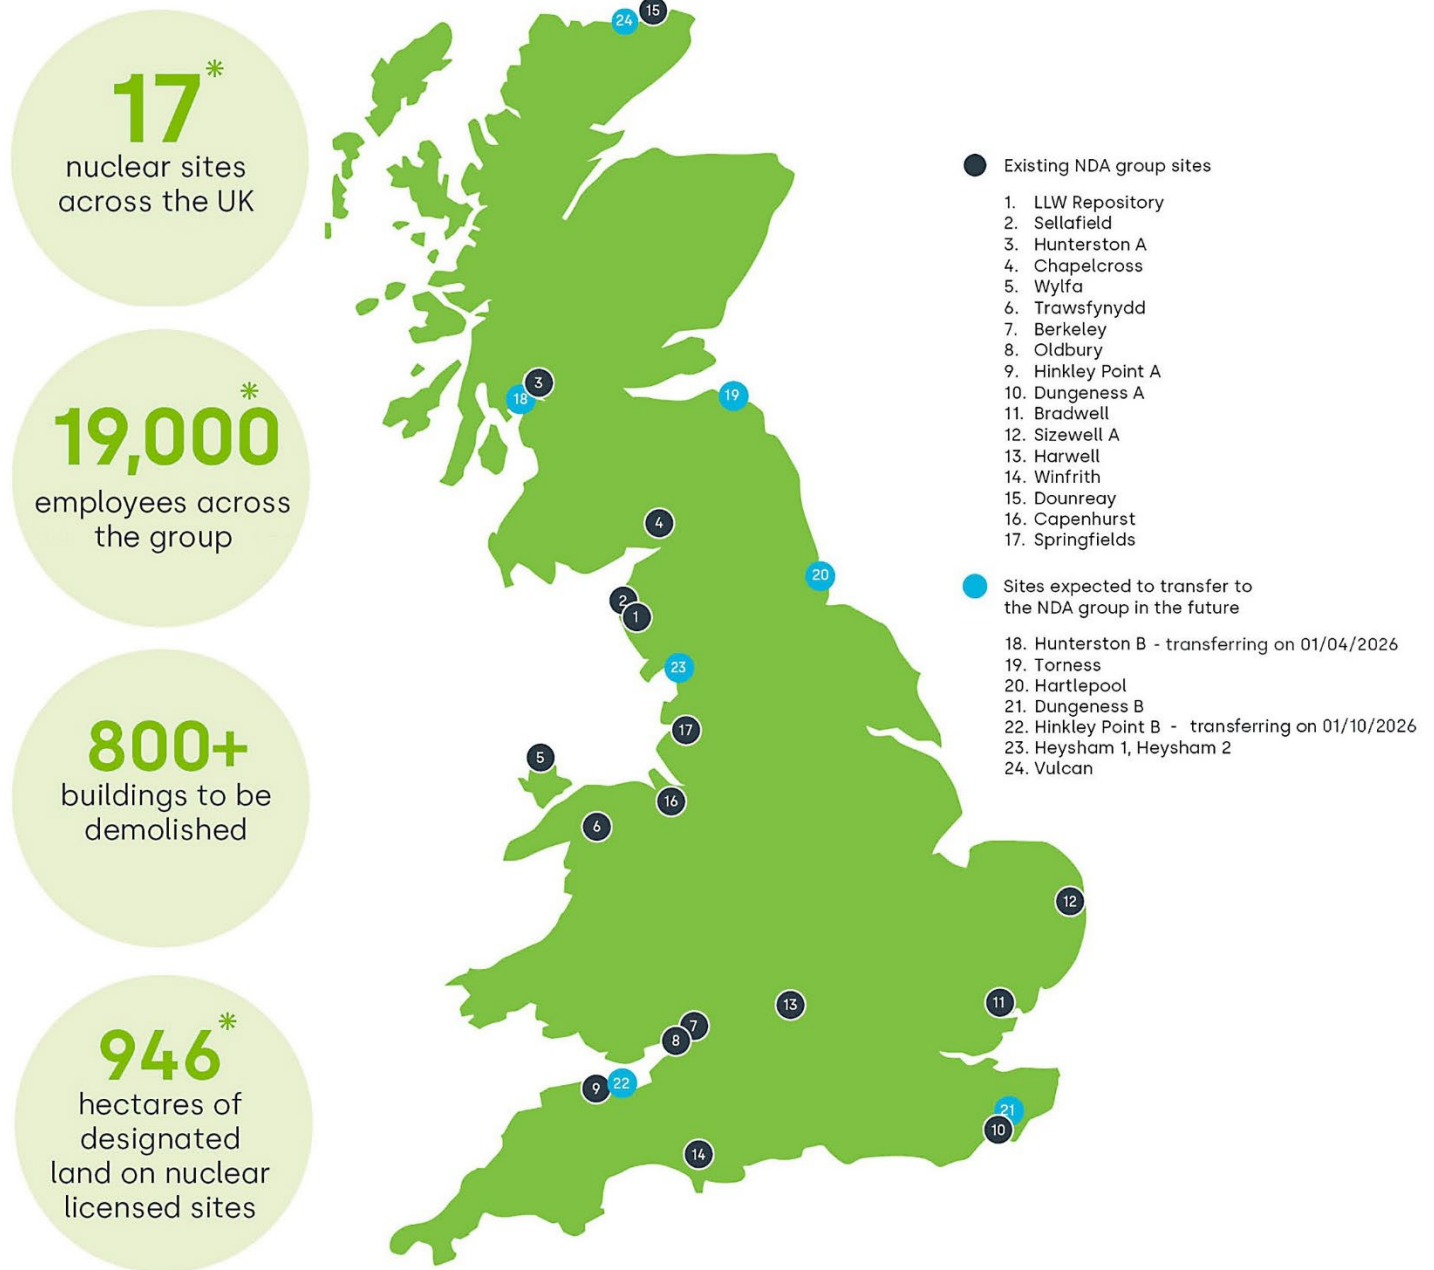 17*
nuclear sites
across the UK
19,000*
employees across
the group
800+
buildings to be
demolished
946*
hectares of
designated
land on nuclear
licensed sites
24
15
3
18
19
4
20
2
1
23
17
5
16
6
12
13
11
7
8
9
22
21
10
14
Existing NDA group sites
1. LLW Repository
2. Sellafield
3. Hunterston A
4. Chapelcross
5. Wylfa
6. Trawsfynydd
7. Berkeley
8. Oldbury
9. Hinkley Point A
10. Dungeness A
11. Bradwell
12. Sizewell A
13. Harwell
14. Winfrith
15. Dounreay
16. Capenhurst
17. Springfields
Sites expected to transfer to
the NDA group in the future
18. Hunterston B - transferring on 01/04/2026
19. Torness
20. Hartlepool
21. Dungeness B
22. Hinkley Point B - transferring on 01/10/2026
23. Heysham 1, Heysham 2
24. Vulcan